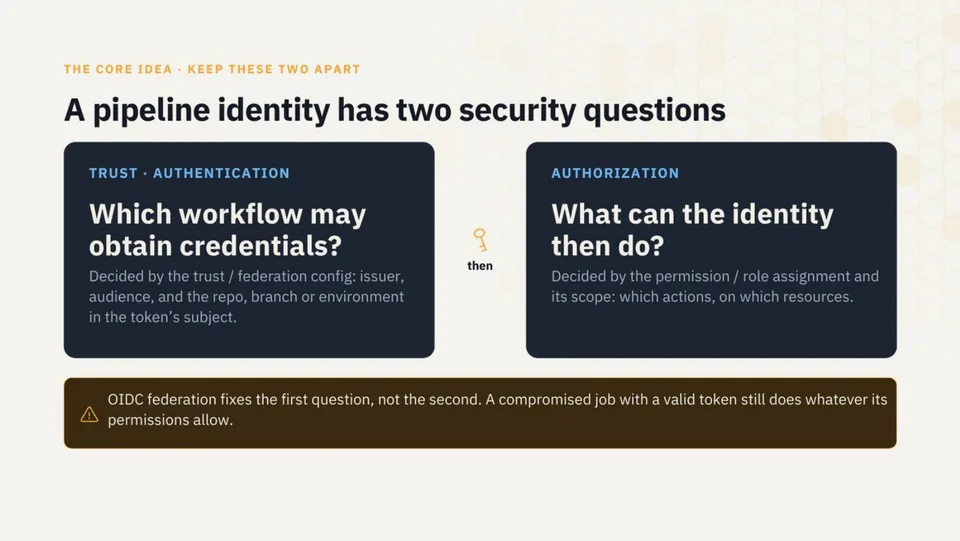 THE CORE IDEA · KEEP THESE TWO APART
A pipeline identity has two security questions
TRUST · AUTHENTICATION
Which workflow may
obtain credentials?
Decided by the trust / federation config: issuer,
audience, and the repo, branch or environment
in the token’s subject.
then
AUTHORIZATION
What can the identity
then do?
Decided by the permission / role assignment and
its scope: which actions, on which resources.
OIDC federation fixes the first question, not the second. A compromised job with a valid token still does whatever its
permissions allow.